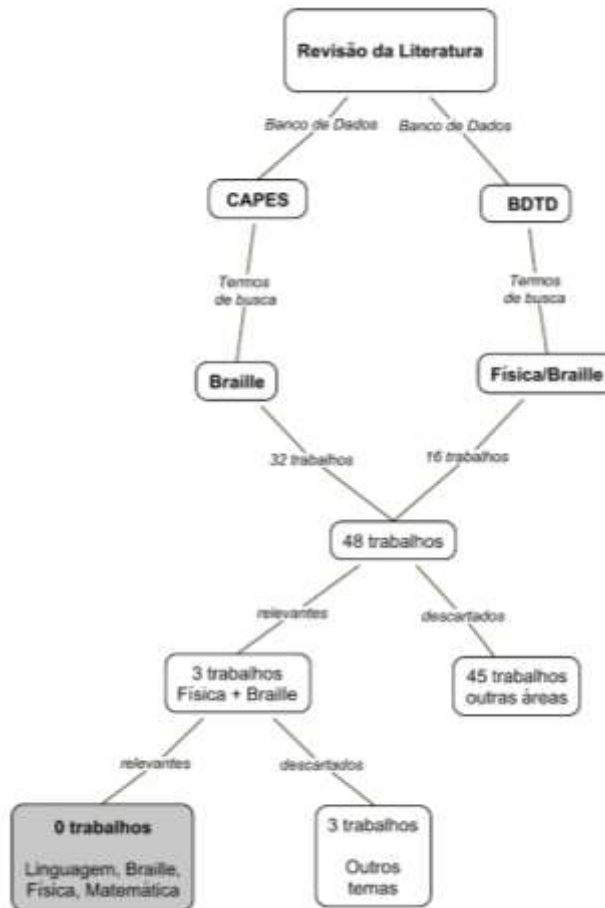 Revisão da Literatura
Banco de Dados
Banco de Dados
CAPES
BDTD
Termos
de busca
Termos
de busca
Braille
Física/Braille
32 trabalhos
16 trabalhos
48 trabalhos
relevantes
descartados
3 trabalhos
Física + Braille
45 trabalhos
outras áreas
relevantes
descartados
0 trabalhos
Linguagem, Braille,
Física, Matemática
3 trabalhos
Outros
temas